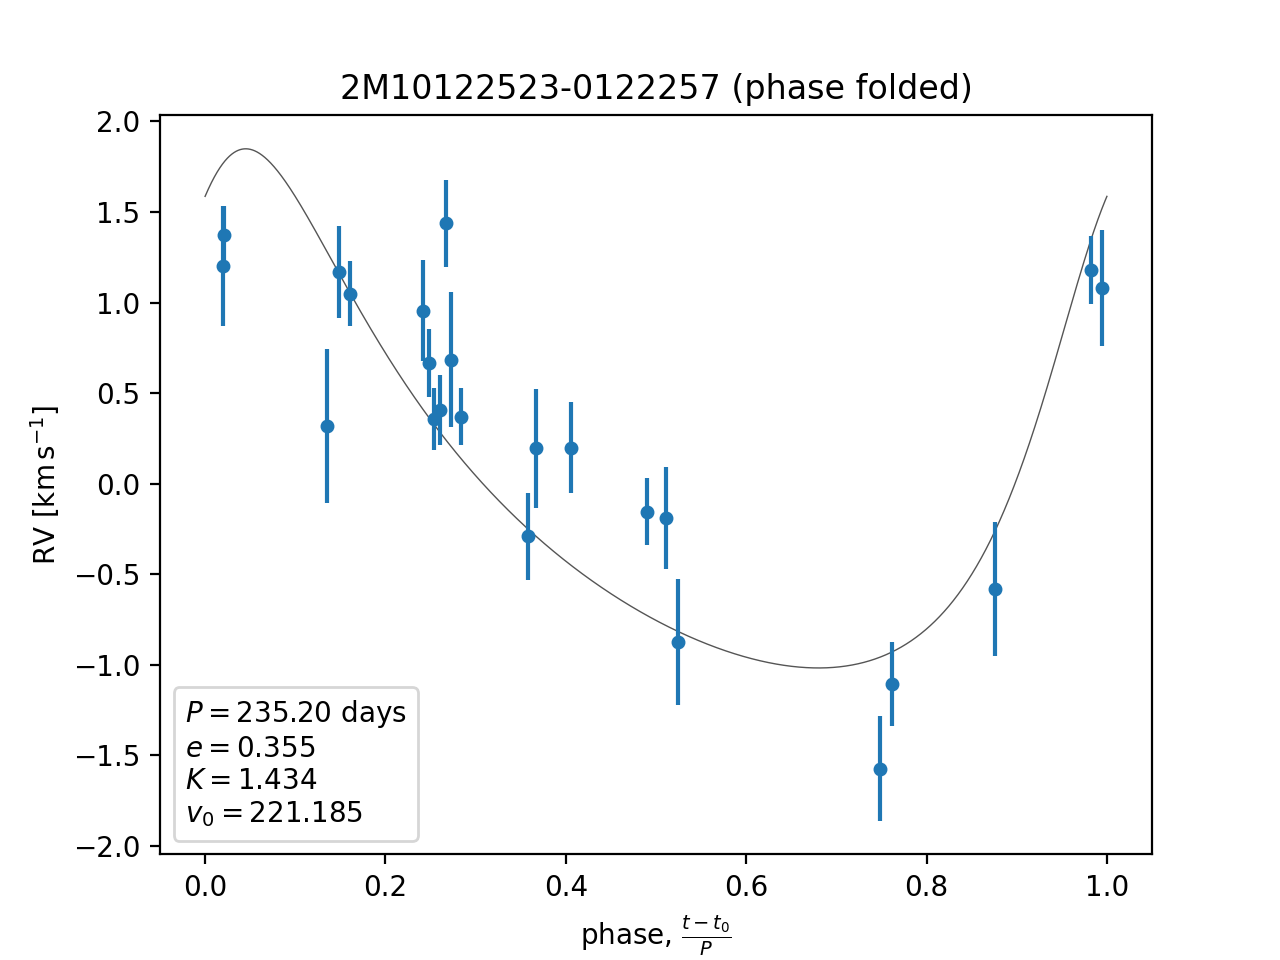 2M10122523-0122257 (phase folded)
RV [km s⁻¹]
2.0
1.5
1.0
0.5
0.0
−0.5
−1.0
−1.5
−2.0
P = 235.20 days
e = 0.355
K = 1.434
v₀ = 221.185
0.0 0.2 0.4 0.6 0.8 1.0
phase, (t − t₀)/P